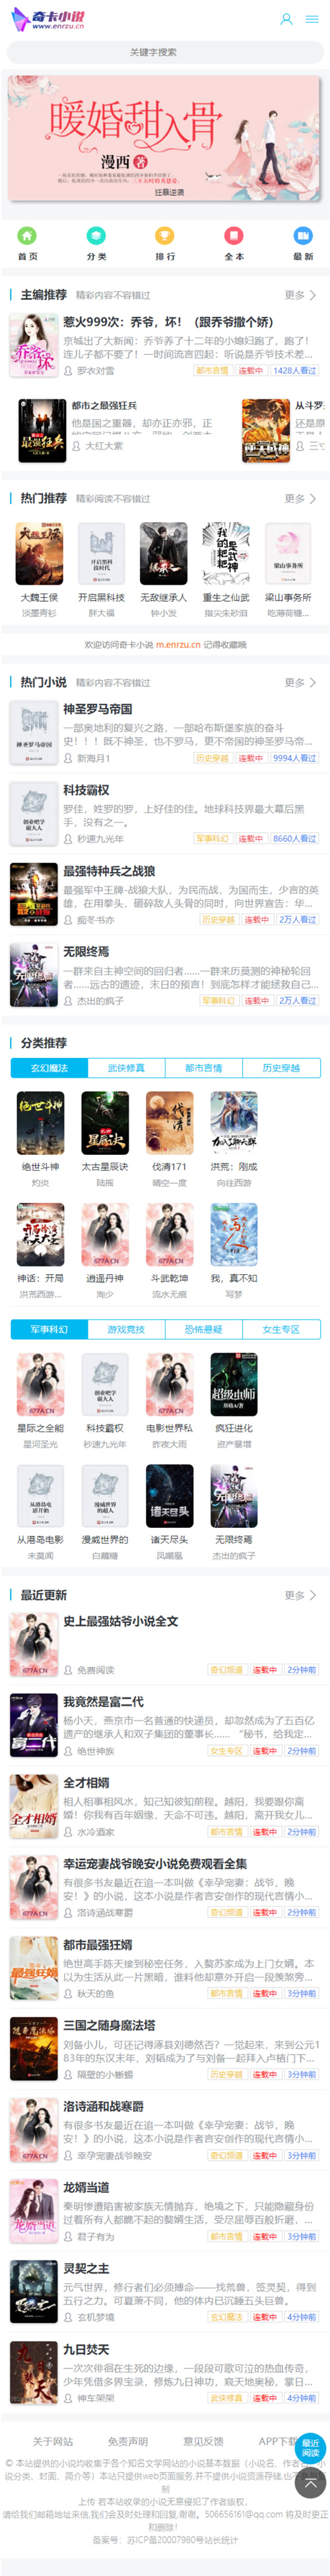 奇卡小说
www.enrzu.cn
关键字搜索
暖婚甜入骨
漫西 著
狂暴逆袭
首页
分类
排行
全本
最新
主编推荐 精彩内容不容错过 更多
惹火999次：乔爷，坏！（跟乔爷撒个娇）
京城出了大新闻：乔爷养了十二年的小媳妇跑了，跑了！
连儿子都不要了！一时间流言四起：听说是乔爷技术差...
罗衣对雪 都市言情 连载中 1428人看过
都市之最强狂兵
他是国之重器，却亦正亦邪，正
大红大紫
从斗罗
还是原
三寸
热门推荐 精彩阅读不容错过 更多
大魏王侯
淡墨青衫
开启黑科技
胖大福
无敌继承人
钟小发
重生之仙武
指尖朱砂泪
梁山事务所
吃薄荷糖...
欢迎访问奇卡小说 m.enrzu.cn 记得收藏哦
热门小说 精彩内容不容错过 更多
神圣罗马帝国
一部奥地利的复兴之路，一部哈布斯堡家族的奋斗
史！！！既不神圣，也不罗马，更不帝国的神圣罗马帝...
新海月1 历史穿越 连载中 9994人看过
科技霸权
罗佳，姓罗的罗，上好佳的佳。地球科技界最大幕后黑
手，没有之一。
秒速九光年 军事科幻 连载中 8660人看过
最强特种兵之战狼
最强军中王牌-战狼大队，为民而战，为国而生，少言的英
雄，在用拳头，砸碎敌人头骨的同时，向世界宣告：华...
痴冬书亦 历史穿越 连载中 2万人看过
无限终焉
一群来自主神空间的回归者……一群来历莫测的神秘轮回
者……远古的遗迹，末日的预言！到底怎样才能拯救自己...
杰出的疯子 军事科幻 连载中 2万人看过
分类推荐
玄幻魔法 武侠修真 都市言情 历史穿越
绝世斗神
灼炎
太古星辰诀
陆摇
伐清171
晴空一度
洪荒：刚成
向往西游
神话：开局
洪荒西游...
逍遥丹神
淘少
斗武乾坤
流水无痕
我，真不知
写梦
军事科幻 游戏竞技 恐怖悬疑 女生专区
星际之全能
星河圣光
科技霸权
秒速九光年
电影世界私
昨夜大雨
疯狂进化
资产暴增
从港岛电影
未莫闻
漫威世界的
白藕糖
诸天尽头
凤嘲凰
无限终焉
杰出的疯子
最近更新 更多
史上最强姑爷小说全文
免费阅读 奇幻频道 连载中 2分钟前
我竟然是富二代
杨小天，燕京市一名普通的快递员，却忽然成为了五百亿
遗产的继承人和双子集团的董事长…… “秘书，给我定...
绝世神族 女生专区 连载中 2分钟前
全才相婿
相人相事相风水，知己知彼知前程。越阳，我要跟你离
婚！你我有百年姻缘，天命不可违。越阳，离开我女儿...
水冷酒家 都市言情 连载中 2分钟前
幸运宠妻战爷晚安小说免费观看全集
有很多书友最近在追一本叫做《幸孕宠妻：战爷，晚
安！》的小说，这本小说是作者言安创作的现代言情小...
洛诗涵战寒爵 奇幻频道 连载中 2分钟前
都市最强狂婿
绝世高手陈天接到秘密任务，入赘苏家成为上门女婿。本
以为生活从此一片黑暗，谁料他却意外开启一段羡煞旁...
秋天的鱼 都市言情 连载中 3分钟前
三国之随身魔法塔
刘备小儿，可还记得涿县刘德然否？一觉起来，来到公元1
83年的东汉末年，刘韬成为了与刘备一起拜入卢植门下...
隔壁的小蜥蜴 历史穿越 连载中 3分钟前
洛诗涵和战寒爵
有很多书友最近在追一本叫做《幸孕宠妻：战爷，晚
安！》的小说，这本小说是作者言安创作的现代言情小...
幸孕宠妻战爷晚安 奇幻频道 连载中 3分钟前
龙婿当道
秦明惨遭陷害被家族无情抛弃，绝境之下，只能隐藏身份
过着所有人都瞧不起的赘婿生活，受尽屈辱百般折磨，...
君子有为 都市言情 连载中 3分钟前
灵契之主
元气世界，修行者们必须捕命——找荒兽，签灵契，得到
五行之力。可夏萧不同，他的体内已沉睡五头巨兽。
玄机梦境 玄幻魔法 连载中 4分钟前
九日焚天
一次次徘徊在生死的边缘，一段段可歌可泣的热血传奇，
少年凭借多界宝录，修炼九日神功，窥天地奥秘，掌日...
神车架架 武侠修真 连载中 4分钟前
关于网站 免责声明 意见反馈 APP下载
最近
阅读
© 本站提供的小说均收集于各个知名文学网站的小说基本数据（小说名、作者
说分类、封面、简介等）本站只提供web页面服务,并不提供小说资源存储,也不
制
上传 若本站收录的小说无意侵犯了作者版权，
请给我们邮箱地址来信,我们会及时处理和回复,谢谢。506656161@qq.com 将及时更正
和删除！
备案号：苏ICP备20007980号站长统计